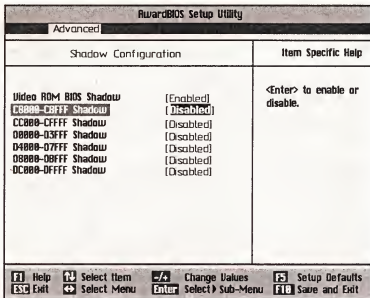 AwardBIOS Setup Utility
Advanced
Shadow Configuration
Item Specific Help
Video ROM BIOS Shadow [Enabled]
C8000-CBFFF Shadow [Disabled]
CC000-CFFFF Shadow [Disabled]
D0000-D3FFF Shadow [Disabled]
D4000-D7FFF Shadow [Disabled]
D8000-DBFFF Shadow [Disabled]
DC000-DFFFF Shadow [Disabled]
<Enter> to enable or
disable.
F1 Help ↑↓ Select Item -/+ Change Values F5 Setup Defaults
ESC Exit ↔ Select Menu Enter Select ▶ Sub-Menu F10 Save and Exit